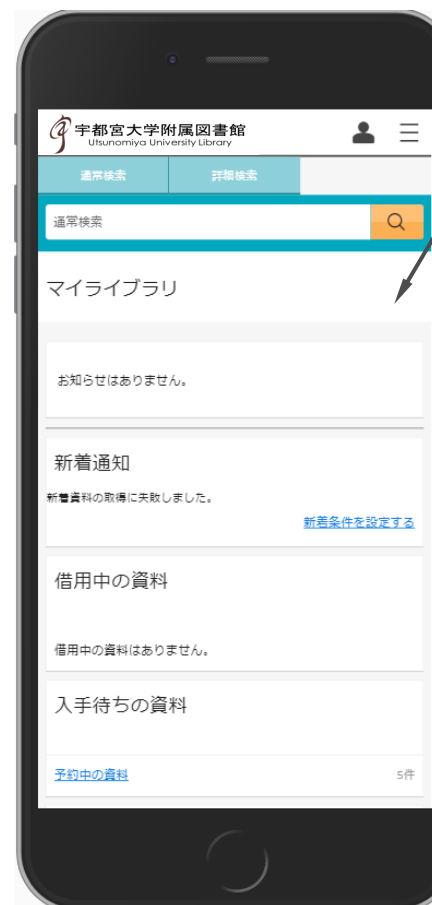 宇都宮大学附属図書館
Utsunomiya University Library
通常検索
詳細検索
通常検索
マイライブラリ
お知らせはありません。
新着通知
新着資料の取得に失敗しました。
新着条件を設定する
借用中の資料
借用中の資料はありません。
入手待ちの資料
予約中の資料 5件